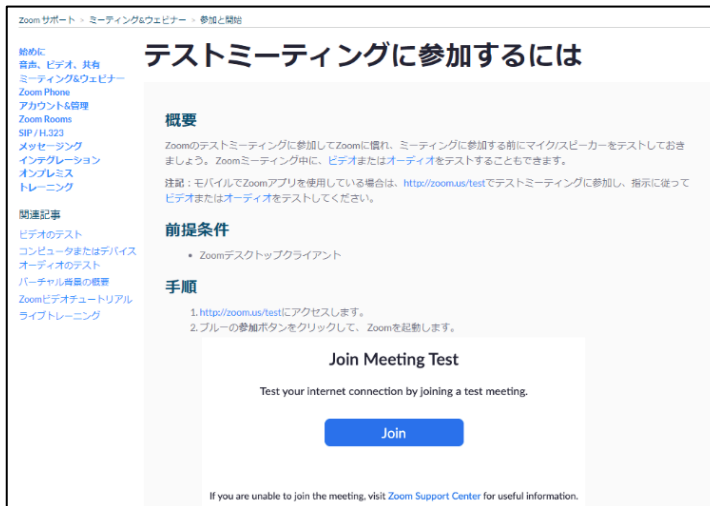 Zoom サポート > ミーティング&ウェビナー > 参加と開始
始めに
音声、ビデオ、共有
ミーティング&ウェビナー
Zoom Phone
アカウント&管理
Zoom Rooms
SIP / H.323
メッセージング
インテグレーション
オンプレミス
トレーニング
関連記事
ビデオのテスト
コンピュータまたはデバイス
オーディオのテスト
バーチャル背景の概要
Zoomビデオチュートリアル
ライブトレーニング
テストミーティングに参加するには
概要
Zoomのテストミーティングに参加してZoomに慣れ、ミーティングに参加する前にマイク/スピーカーをテストしておき
ましょう。 Zoomミーティング中に、ビデオまたはオーディオをテストすることもできます。
注記：モバイルでZoomアプリを使用している場合は、http://zoom.us/testでテストミーティングに参加し、指示に従って
ビデオまたはオーディオをテストしてください。
前提条件
• Zoomデスクトップクライアント
手順
1. http://zoom.us/testにアクセスします。
2. ブルーの参加ボタンをクリックして、 Zoomを起動します。
Join Meeting Test
Test your internet connection by joining a test meeting.
Join
If you are unable to join the meeting, visit Zoom Support Center for useful information.